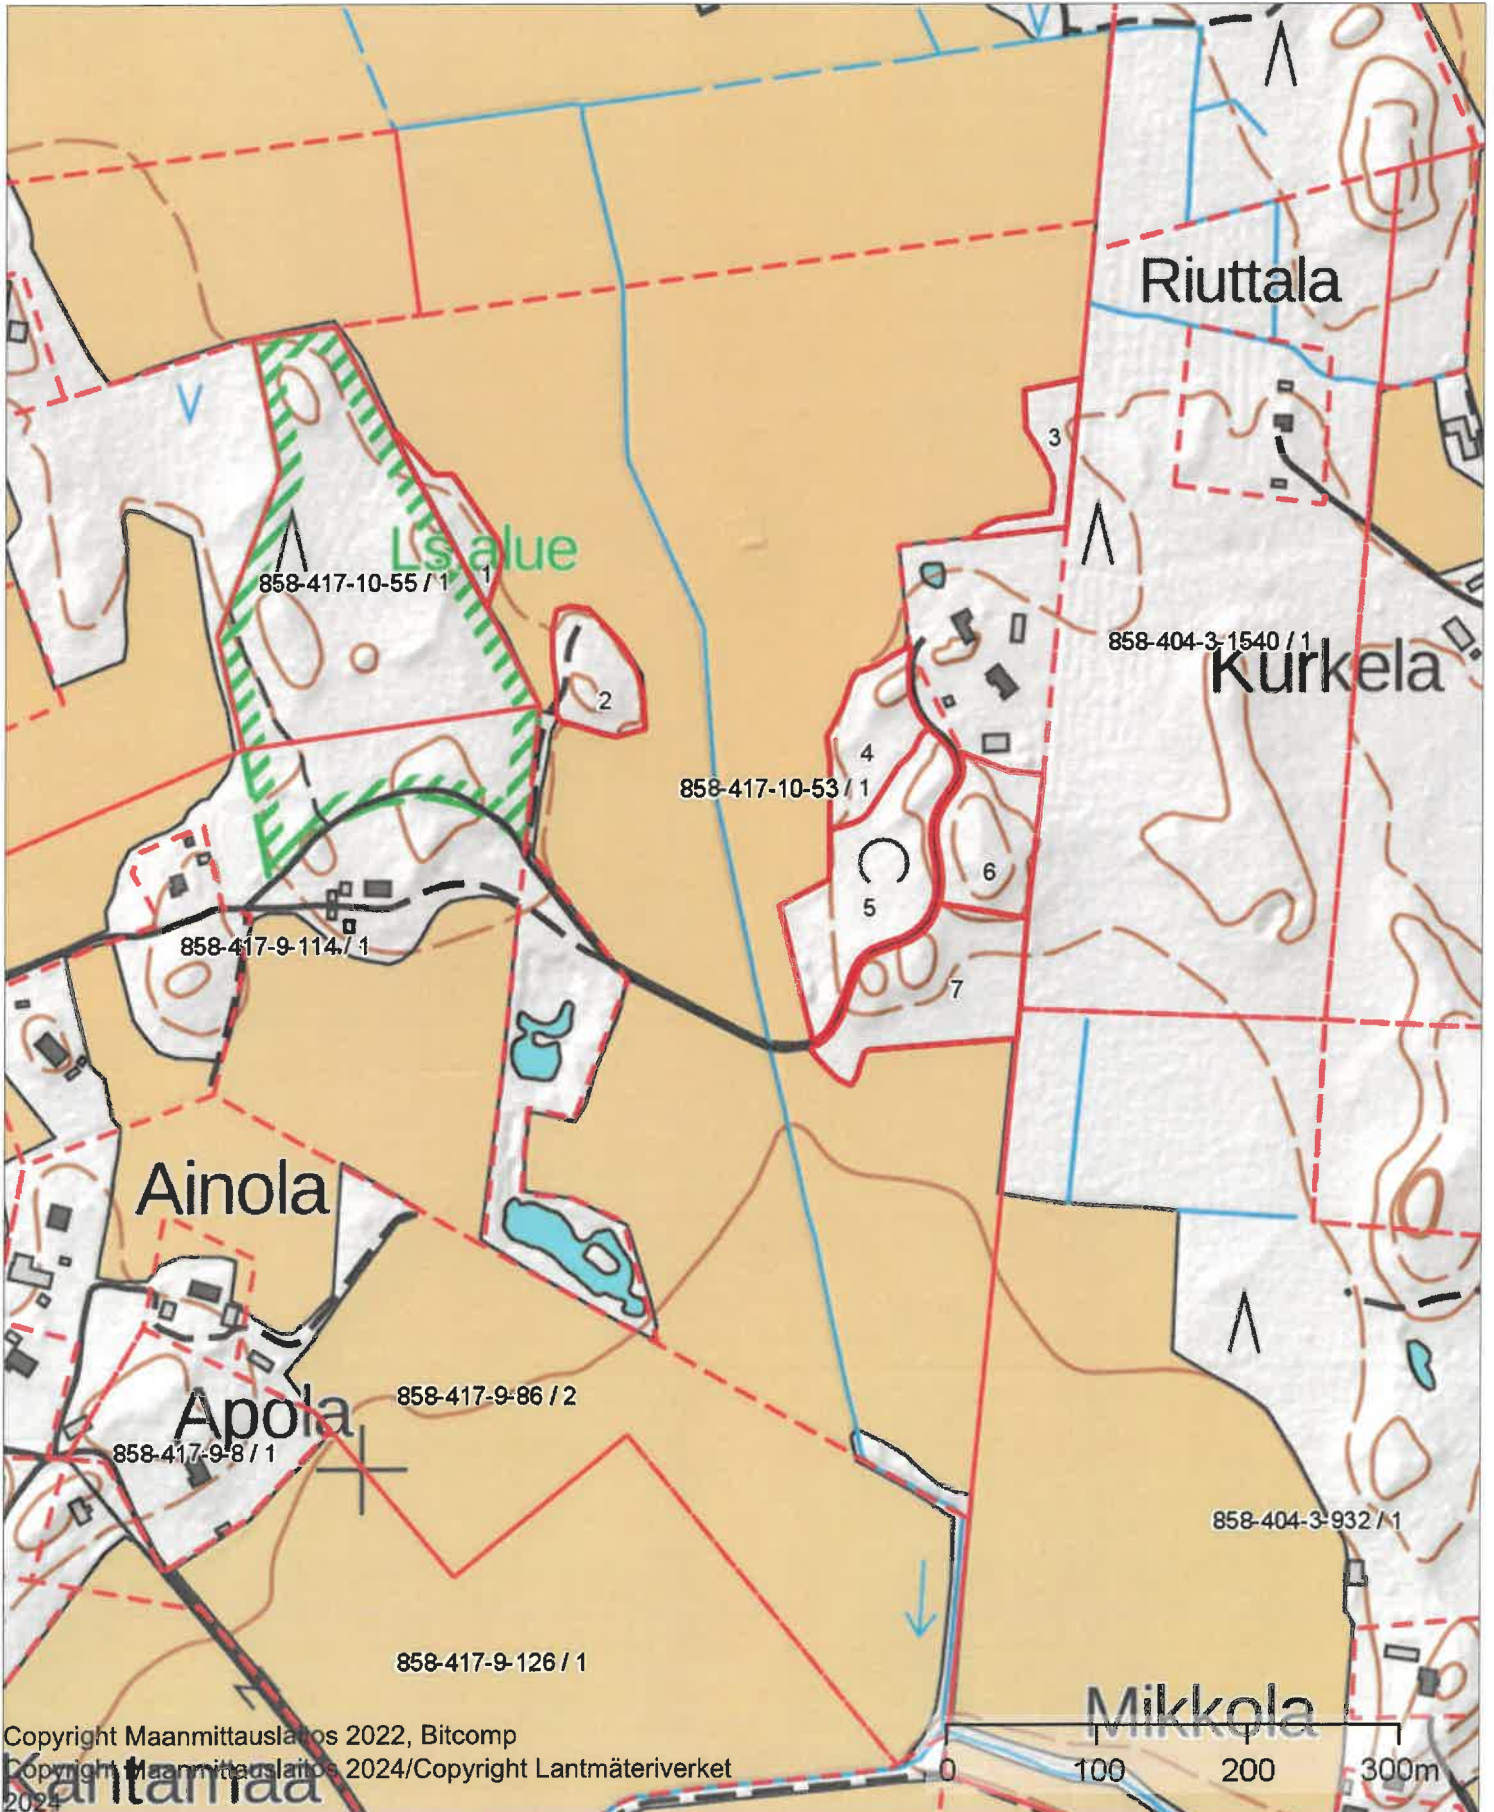 Riuttala
3
Ls alue
1
858-417-10-55 / 1
858-404-3-1540 / 1
Kurkela
2
4
858-417-10-53 / 1
6
5
858-417-9-114 / 1
7
Ainola
858-417-9-86 / 2
Apola
858-417-9-8 / 1
858-404-3-932 / 1
858-417-9-126 / 1
Mikkola
Copyright Maanmittauslaitos 2022, Bitcomp
Copyright Maanmittauslaitos 2024/Copyright Lantmäteriverket
2024
Kantamaa
0 100 200 300m